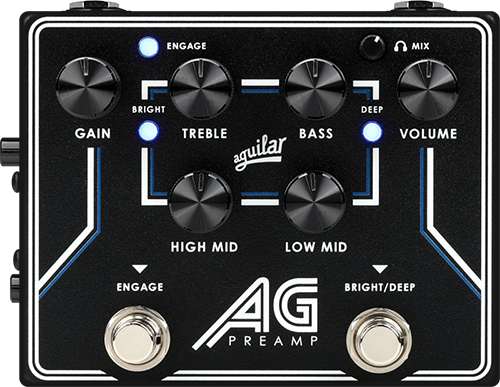 ENGAGE
MIX
BRIGHT
DEEP
GAIN
TREBLE
BASS
VOLUME
aguilar
HIGH MID
LOW MID
ENGAGE
BRIGHT/DEEP
AG
PREAMP